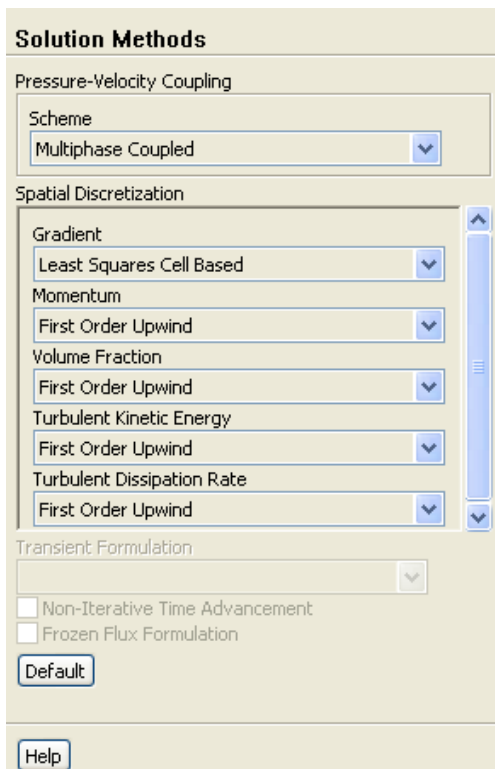 Solution Methods
Pressure-Velocity Coupling
Scheme
Multiphase Coupled
Spatial Discretization
Gradient
Least Squares Cell Based
Momentum
First Order Upwind
Volume Fraction
First Order Upwind
Turbulent Kinetic Energy
First Order Upwind
Turbulent Dissipation Rate
First Order Upwind
Transient Formulation
Non-Iterative Time Advancement
Frozen Flux Formulation
Default
Help